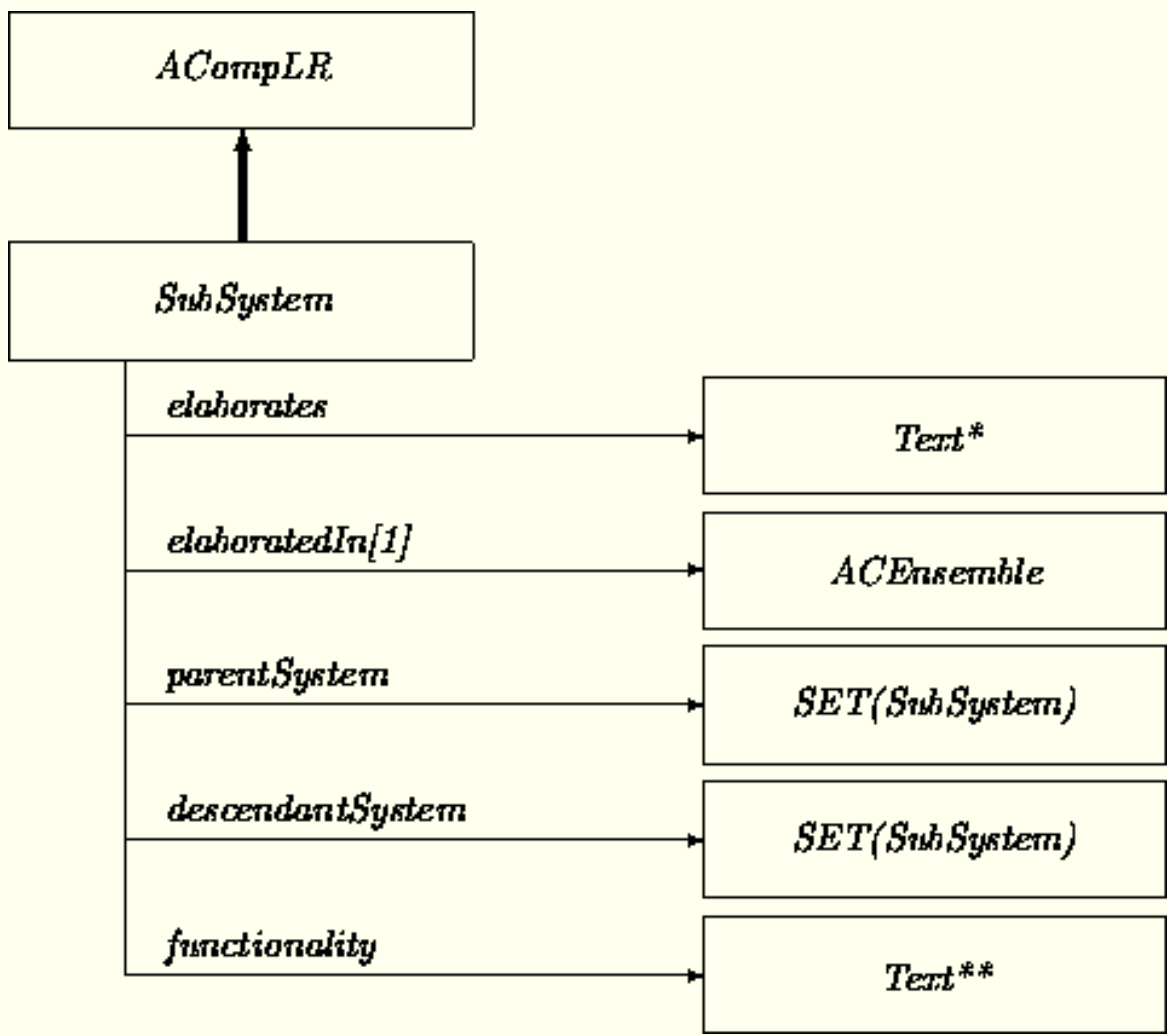 ACompLR
SubSystem
elaborates
Text*
elaboratedIn[1]
ACEnsemble
parentSystem
SET(SubSystem)
descendantSystem
SET(SubSystem)
functionality
Text**